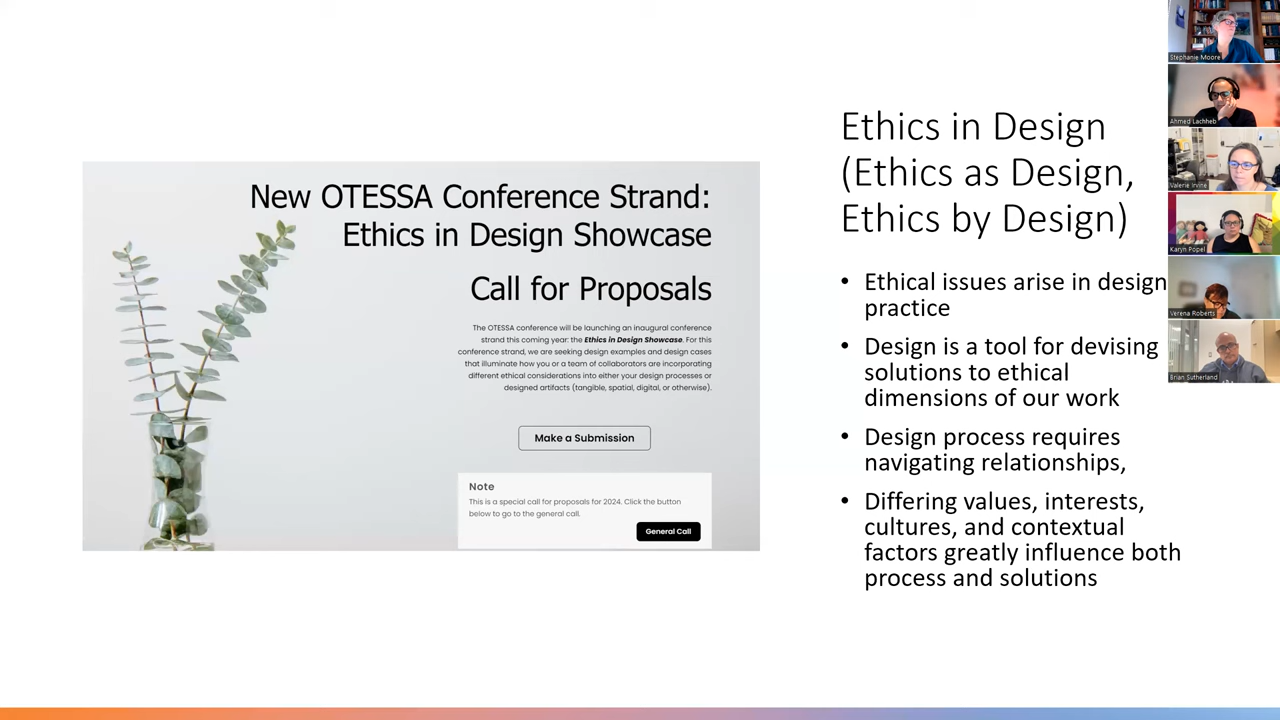 New OTESSA Conference Strand:
Ethics in Design Showcase
Call for Proposals
The OTESSA conference will be launching an inaugural conference
strand this coming year: the Ethics in Design Showcase. For this
conference strand, we are seeking design examples and design cases
that illuminate how you or a team of collaborators are incorporating
different ethical considerations into either your design processes or
designed artifacts (tangible, spatial, digital, or otherwise).
Make a Submission
Note
This is a special call for proposals for 2024. Click the button
below to go to the general call.
General Call
Ethics in Design
(Ethics as Design,
Ethics by Design)
• Ethical issues arise in design
practice
• Design is a tool for devising
solutions to ethical
dimensions of our work
• Design process requires
navigating relationships,
• Differing values, interests,
cultures, and contextual
factors greatly influence both
process and solutions
Stephanie Moore
Ahmed Lachheb
Valerie Irvine
Karyn Popel
Verena Roberts
Brian Sutherland